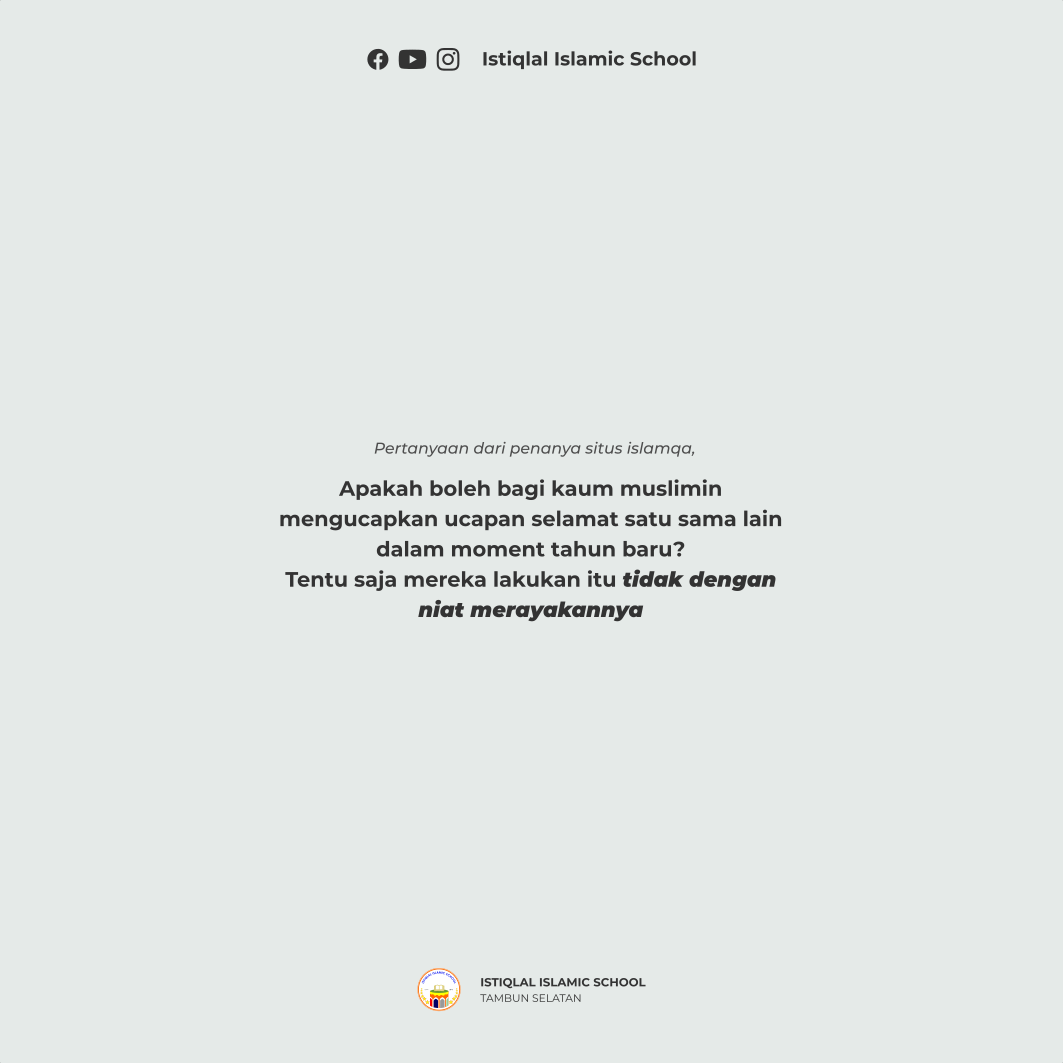 Istiqlal Islamic School
Pertanyaan dari penanya situs islamqa,
Apakah boleh bagi kaum muslimin
mengucapkan ucapan selamat satu sama lain
dalam moment tahun baru?
Tentu saja mereka lakukan itu tidak dengan
niat merayakannya
ISTIQLAL ISLAMIC SCHOOL
TAMBUN SELATAN